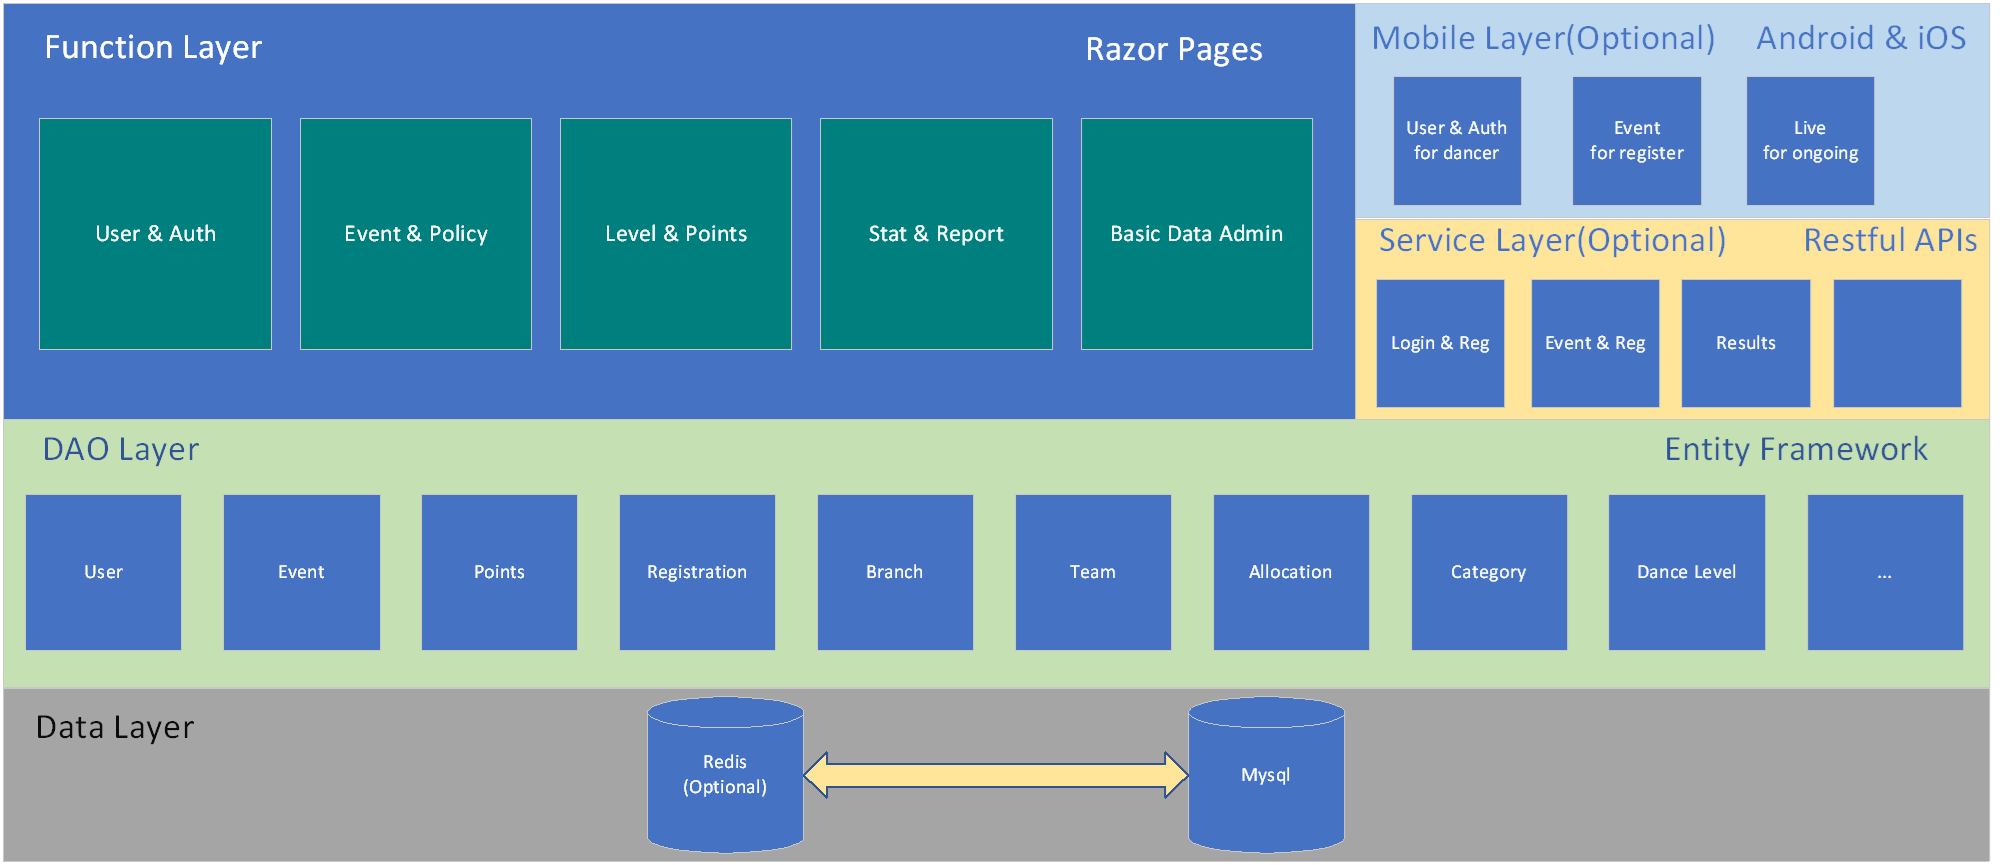 Function Layer
Razor Pages
User & Auth
Event & Policy
Level & Points
Stat & Report
Basic Data Admin
Mobile Layer(Optional)
Android & iOS
User & Auth
for dancer
Event
for register
Live
for ongoing
Service Layer(Optional)
Restful APIs
Login & Reg
Event & Reg
Results
DAO Layer
Entity Framework
User
Event
Points
Registration
Branch
Team
Allocation
Category
Dance Level
...
Data Layer
Redis
(Optional)
Mysql